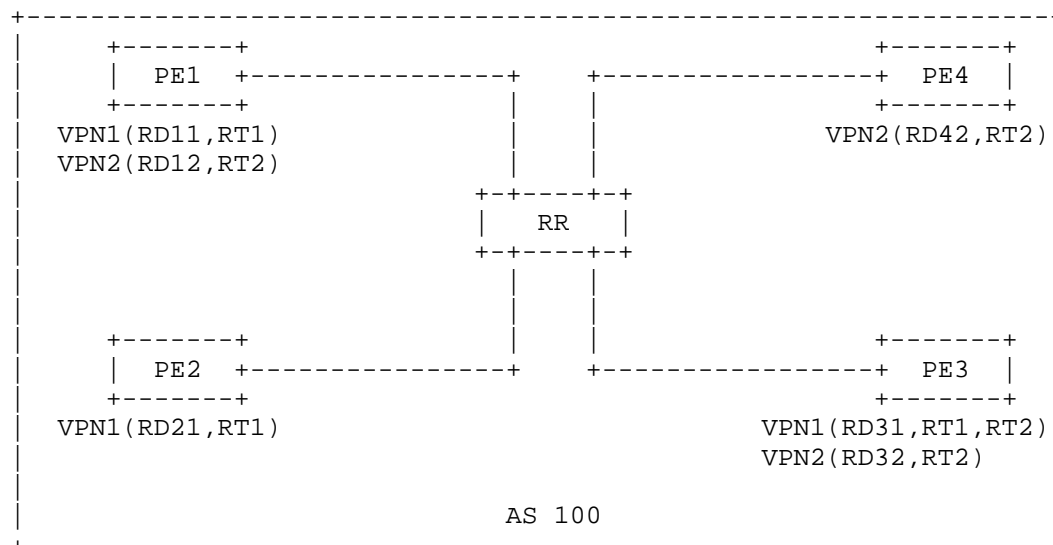 PE1 PE4
VPN1(RD11,RT1) VPN2(RD42,RT2)
VPN2(RD12,RT2)
RR
PE2 PE3
VPN1(RD21,RT1) VPN1(RD31,RT1,RT2)
VPN2(RD32,RT2)
AS 100